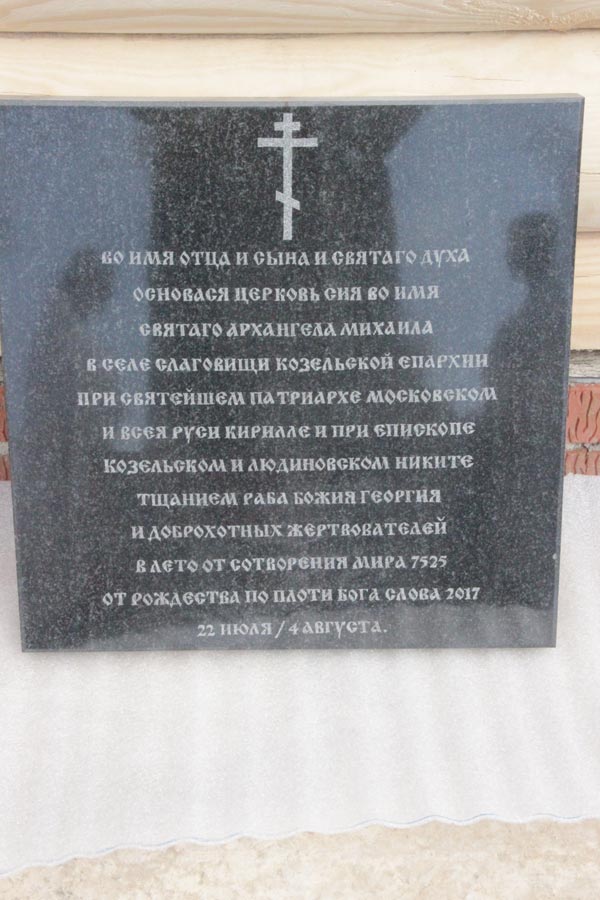 ВО ИМЯ ОТЦА И СЫНА И СВЯТАГО ДУХА
ОСНОВАСЯ ЦЕРКОВЬ СИЯ ВО ИМЯ
СВЯТАГО АРХАНГЕЛА МИХАИЛА
В СЕЛЕ СЛАГОВИЩИ КОЗЕЛЬСКОЙ ЕПАРХИИ
ПРИ СВЯТЕЙШЕМ ПАТРИАРХЕ МОСКОВСКОМ
И ВСЕЯ РУСИ КИРИЛЛЕ И ПРИ ЕПИСКОПЕ
КОЗЕЛЬСКОМ И ЛЮДИНОВСКОМ НИКИТЕ
ТЩАНИЕМ РАБА БОЖИЯ ГЕОРГИЯ
И ДОБРОХОТНЫХ ЖЕРТВОВАТЕЛЕЙ
В ЛЕТО ОТ СОТВОРЕНИЯ МИРА 7525
ОТ РОЖДЕСТВА ПО ПЛОТИ БОГА СЛОВА 2017
22 ИЮЛЯ / 4 АВГУСТА.